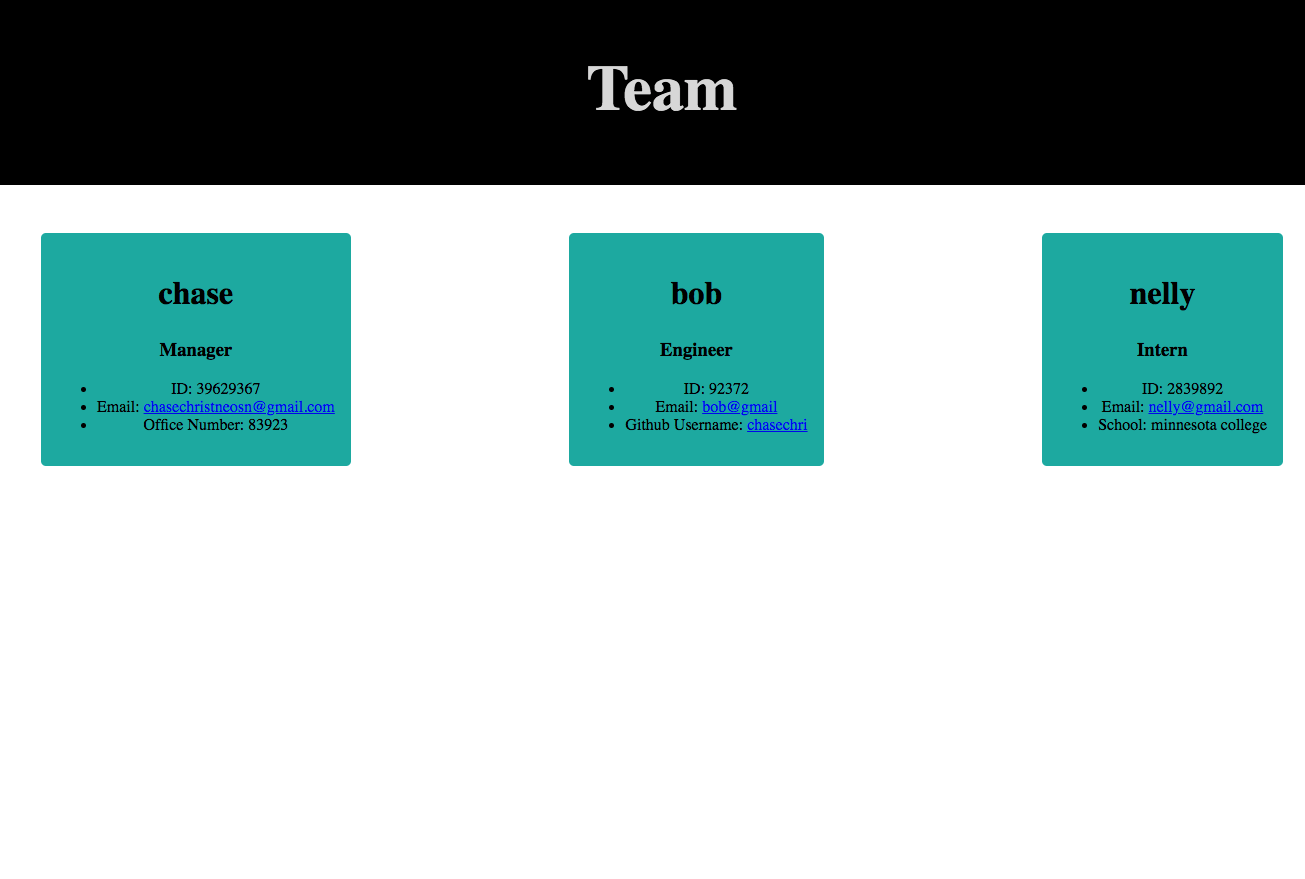 Team
chase
Manager
ID: 39629367
Email: chasechristneosn@gmail.com
Office Number: 83923
bob
Engineer
ID: 92372
Email: bob@gmail
Github Username: chasechri
nelly
Intern
ID: 2839892
Email: nelly@gmail.com
School: minnesota college